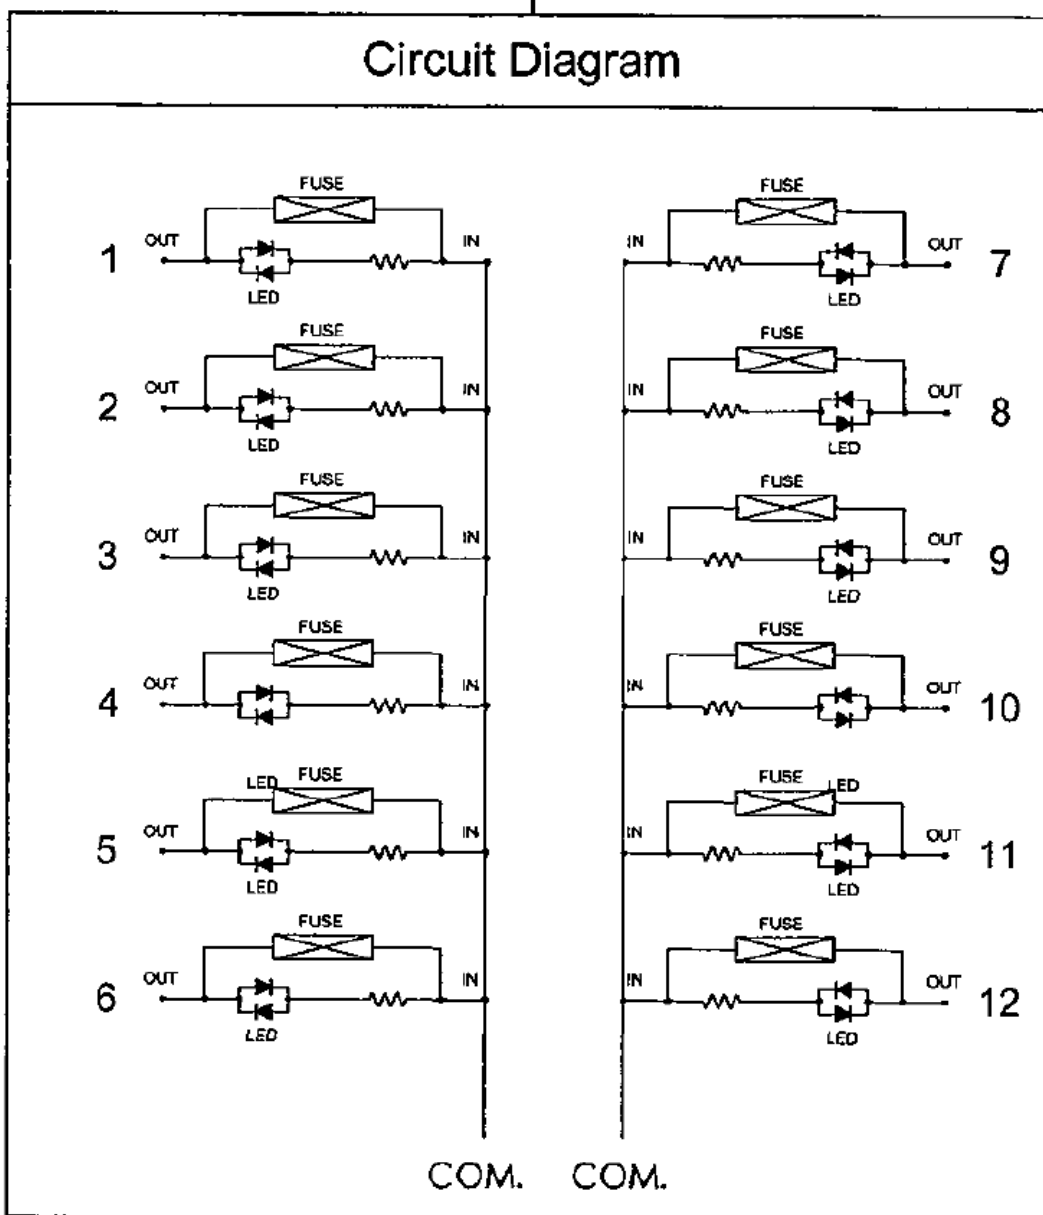 Circuit Diagram
FUSE FUSE
1 OUT IN IN OUT 7
LED LED
FUSE FUSE
2 OUT IN IN OUT 8
LED LED
FUSE FUSE
3 OUT IN IN OUT 9
LED LED
FUSE FUSE
4 OUT IN IN OUT 10
LED FUSE FUSE LED
5 OUT IN IN OUT 11
LED LED
FUSE FUSE
6 OUT IN IN OUT 12
LED LED
COM. COM.